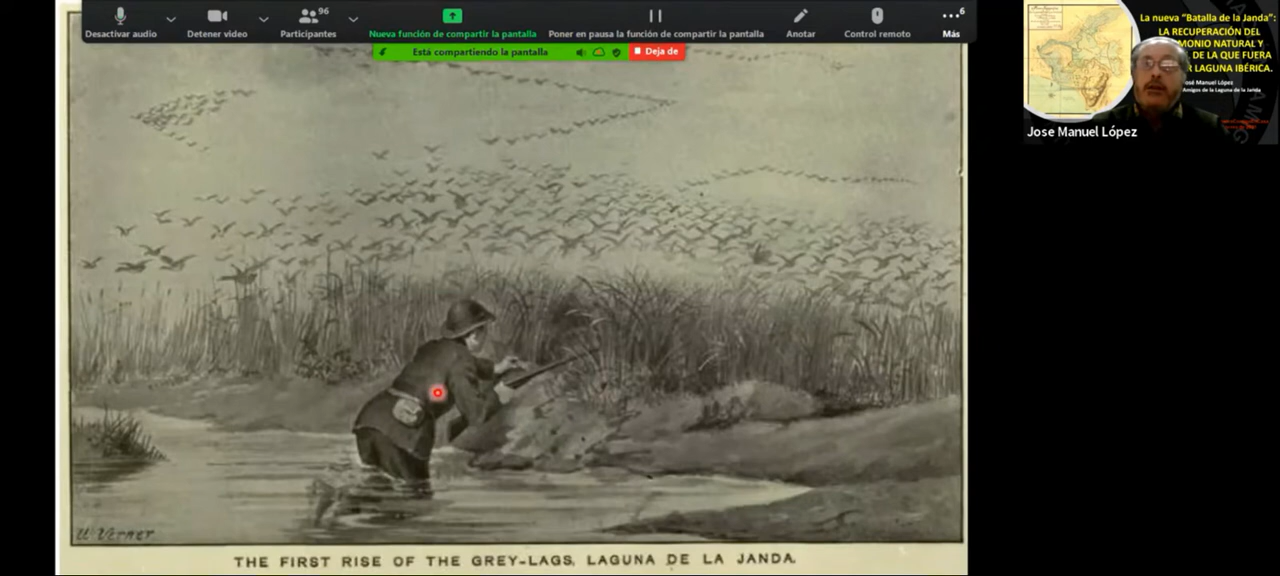 96
6
Desactivar audio
Detener video
Participantes
Nueva función de compartir la pantalla
Poner en pausa la función de compartir la pantalla
Anotar
Control remoto
Más
Está compartiendo la pantalla
Deja de
W Verner
THE FIRST RISE OF THE GREY-LAGS, LAGUNA DE LA JANDA.
La nueva "Batalla de la Janda":
LA RECUPERACIÓN DEL
MONIO NATURAL Y
DE LA QUE FUERA
R LAGUNA IBÉRICA.
José Manuel López
Amigos de la Laguna de la Janda
Jose Manuel López